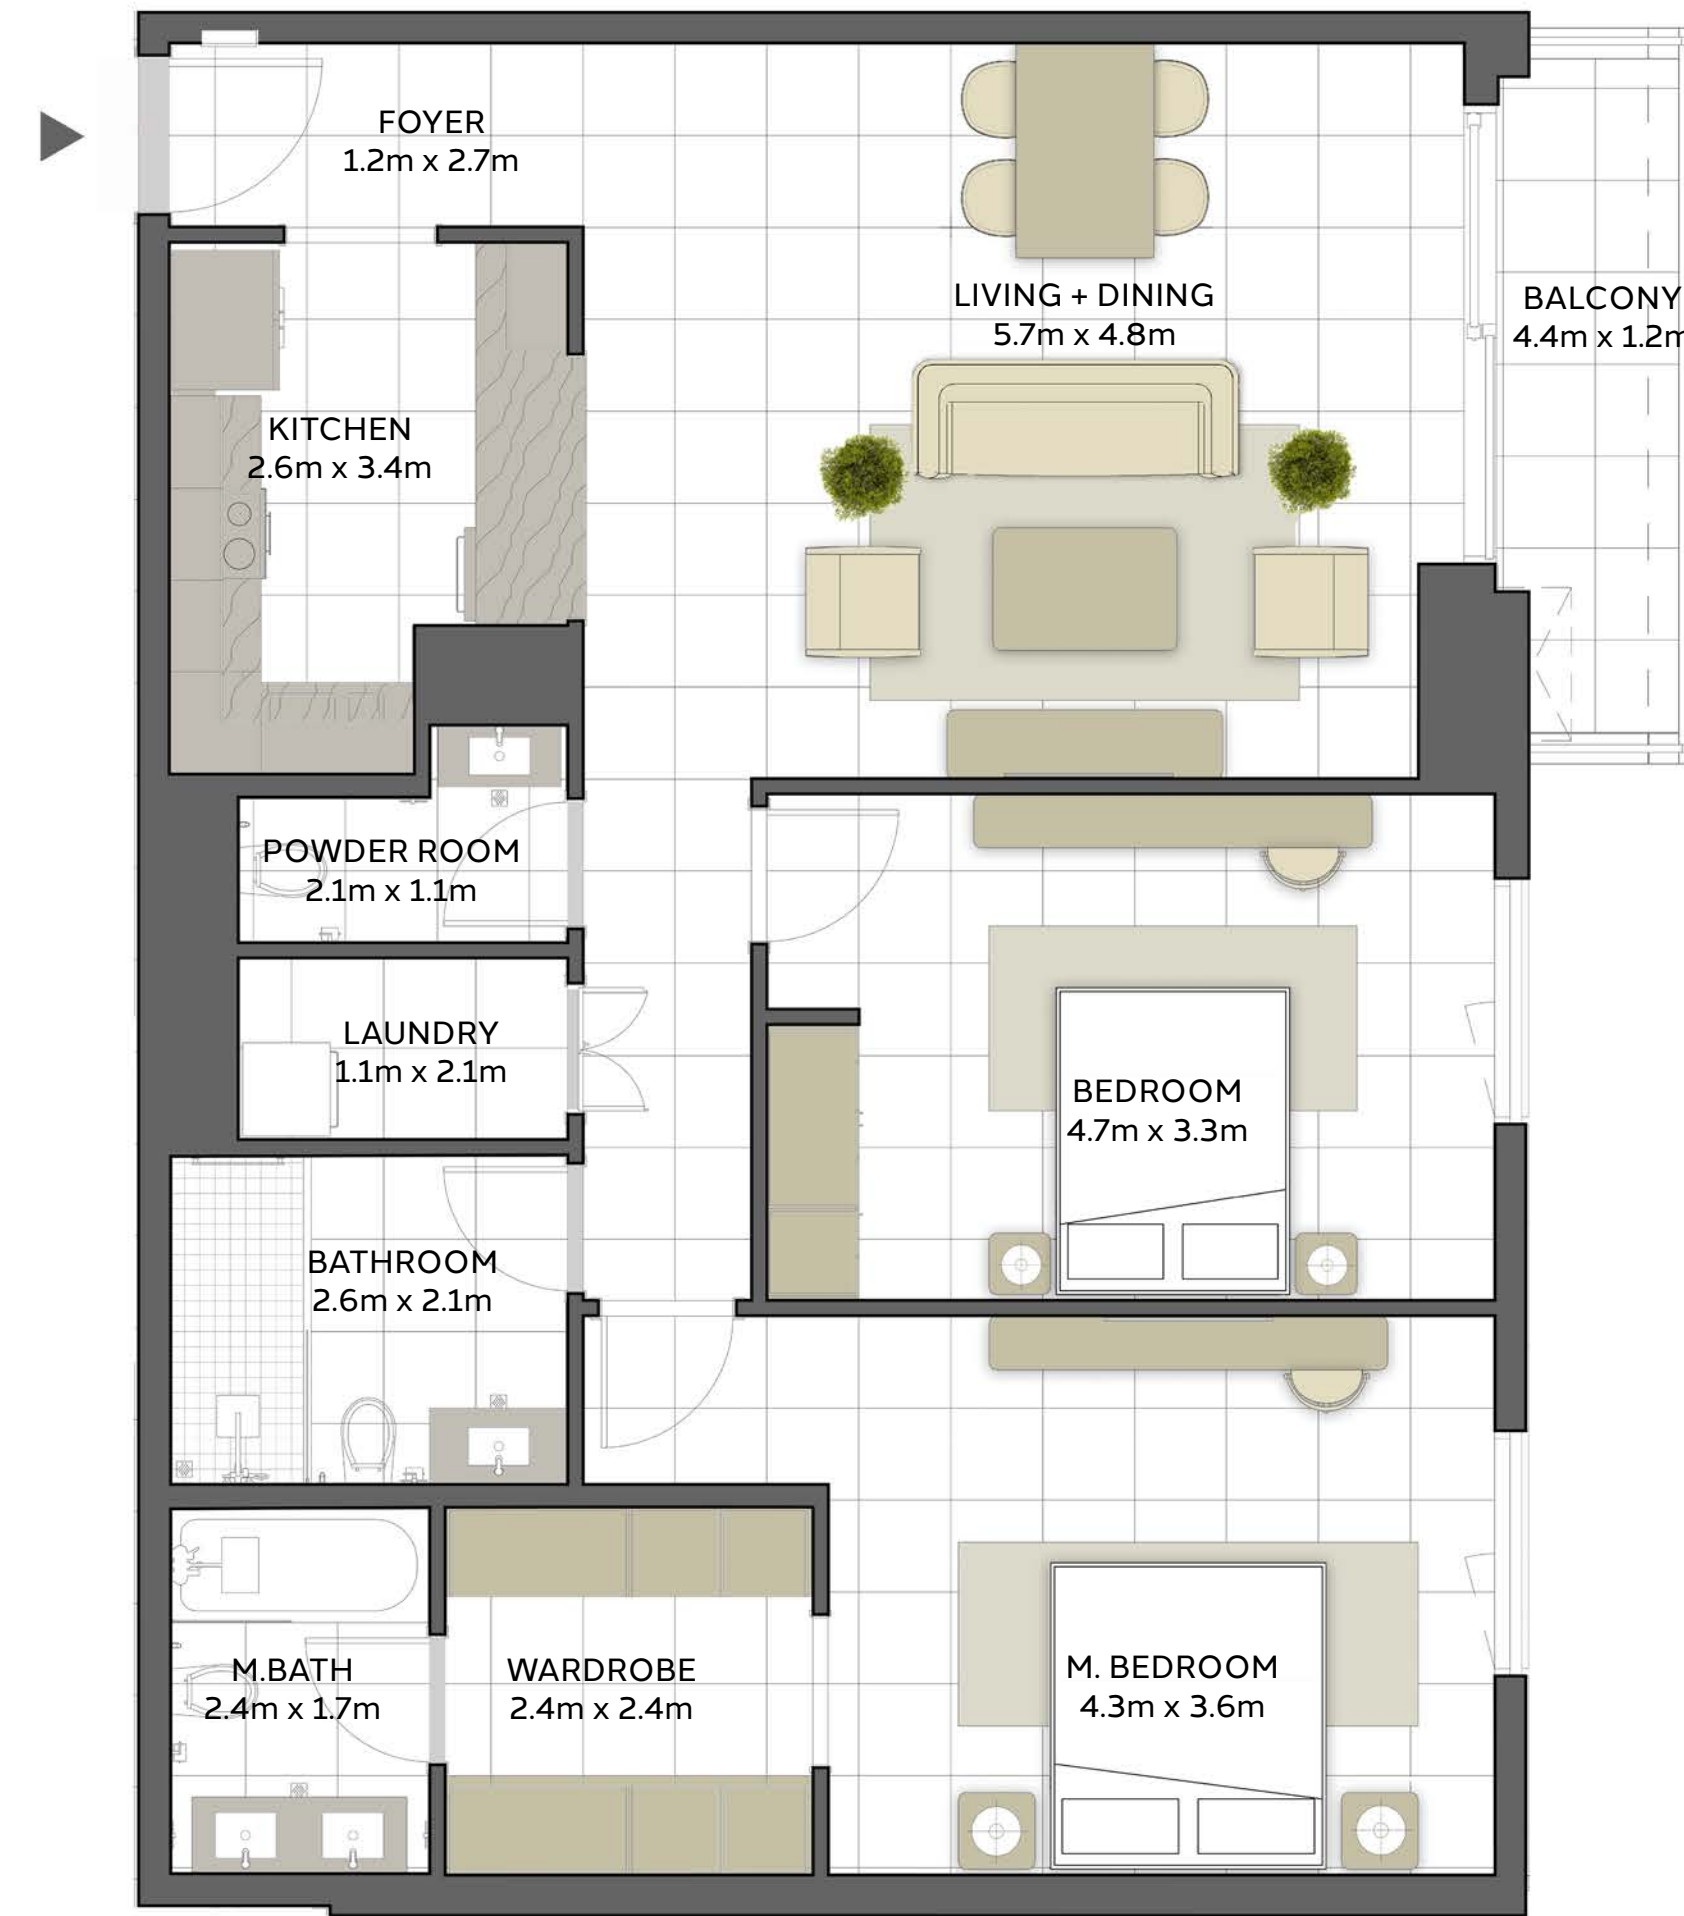 FOYER
1.2m x 2.7m
LIVING + DINING
5.7m x 4.8m
BALCONY
4.4m x 1.2m
KITCHEN
2.6m x 3.4m
POWDER ROOM
2.1m x 1.1m
LAUNDRY
1.1m x 2.1m
BEDROOM
4.7m x 3.3m
BATHROOM
2.6m x 2.1m
M.BATH
2.4m x 1.7m
WARDROBE
2.4m x 2.4m
M. BEDROOM
4.3m x 3.6m